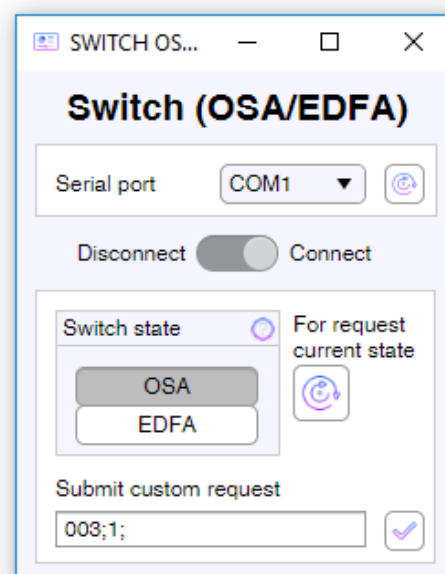 SWITCH OS...
Switch (OSA/EDFA)
Serial port COM1
Disconnect Connect
Switch state
For request
current state
OSA
EDFA
Submit custom request
003;1;